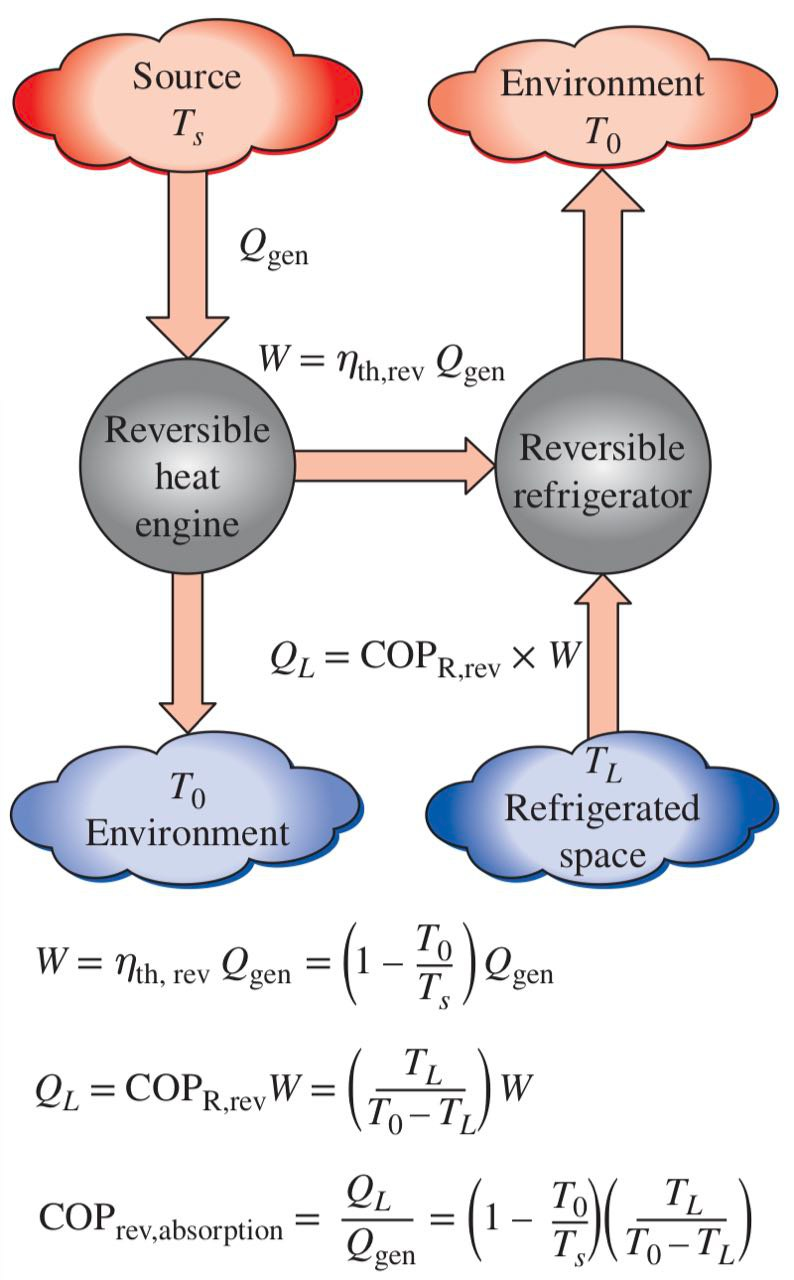 Source
T_s
Environment
T_0
Q_gen
W = η_th,rev Q_gen
Reversible
heat
engine
Reversible
refrigerator
Q_L = COP_R,rev × W
T_0
Environment
T_L
Refrigerated
space
W = η_th, rev Q_gen = (1 − T_0/T_s) Q_gen
Q_L = COP_R,rev W = (T_L/(T_0 − T_L)) W
COP_rev,absorption = Q_L/Q_gen = (1 − T_0/T_s)(T_L/(T_0 − T_L))